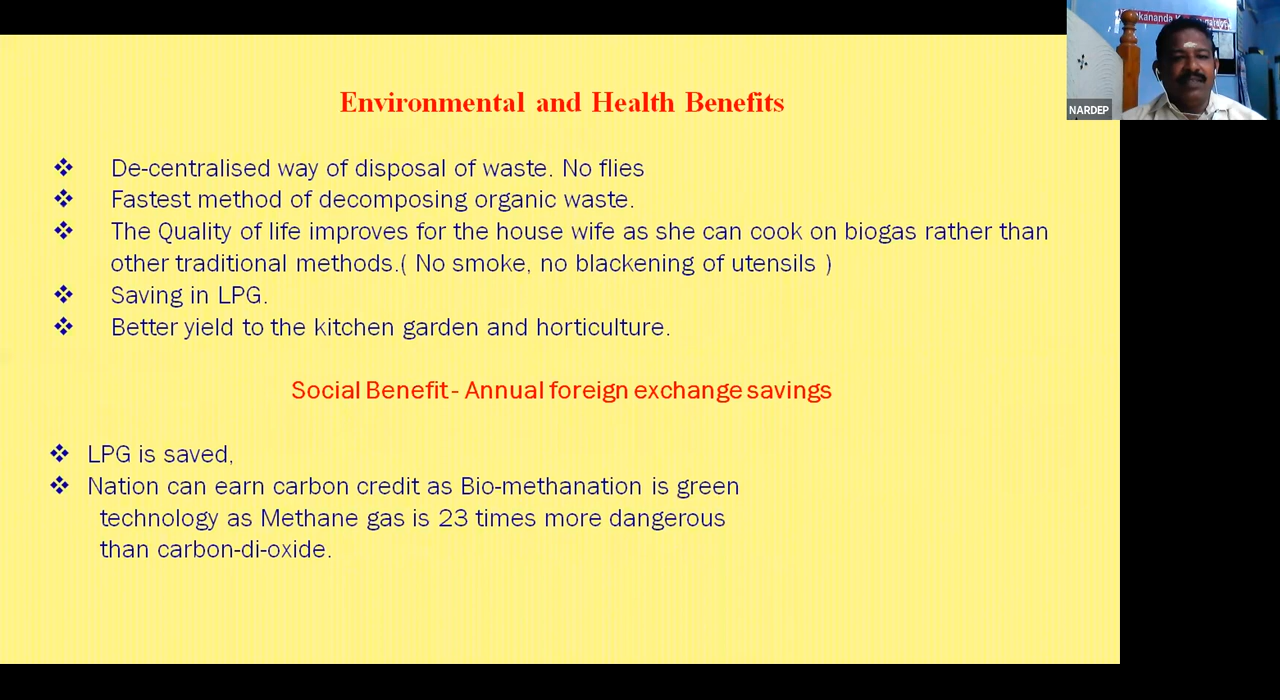 Environmental and Health Benefits
❖ De-centralised way of disposal of waste. No flies
❖ Fastest method of decomposing organic waste.
❖ The Quality of life improves for the house wife as she can cook on biogas rather than
other traditional methods.( No smoke, no blackening of utensils )
❖ Saving in LPG.
❖ Better yield to the kitchen garden and horticulture.
Social Benefit - Annual foreign exchange savings
❖ LPG is saved,
❖ Nation can earn carbon credit as Bio-methanation is green
technology as Methane gas is 23 times more dangerous
than carbon-di-oxide.
NARDEP